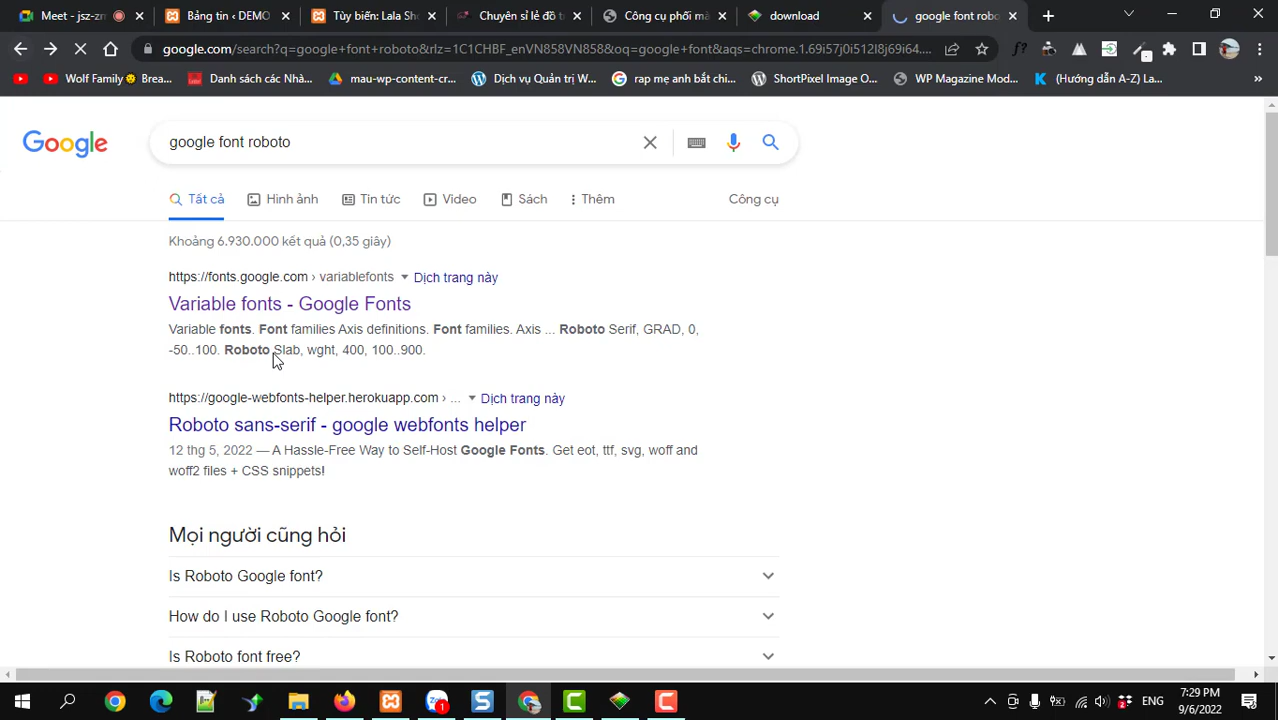 Meet - jsz-zm
Bảng tin ‹ DEMO
Tùy biến: Lala Sho
Chuyên sỉ lẻ đồ t
Công cụ phối mà
download
google font robo
google.com/search?q=google+font+roboto&rlz=1C1CHBF_enVN858VN858&oq=google+font&aqs=chrome.1.69i57j0i512l8j69i64....
Wolf Family🌕 Brea...
Danh sách các Nhà...
mau-wp-content-cr...
Dịch vụ Quản trị W...
rap mẹ anh bắt chi...
ShortPixel Image O...
WP Magazine Mod...
(Hướng dẫn A-Z) La...
»
Google
google font roboto
Tất cả
Hình ảnh
Tin tức
Video
Sách
Thêm
Công cụ
Khoảng 6.930.000 kết quả (0,35 giây)
https://fonts.google.com › variablefonts
Dịch trang này
Variable fonts - Google Fonts
Variable fonts. Font families Axis definitions. Font families. Axis ... Roboto Serif, GRAD, 0,
-50..100. Roboto Slab, wght, 400, 100..900.
https://google-webfonts-helper.herokuapp.com › ...
Dịch trang này
Roboto sans-serif - google webfonts helper
12 thg 5, 2022 — A Hassle-Free Way to Self-Host Google Fonts. Get eot, ttf, svg, woff and
woff2 files + CSS snippets!
Mọi người cũng hỏi
Is Roboto Google font?
How do I use Roboto Google font?
Is Roboto font free?
ENG
7:29 PM
9/6/2022